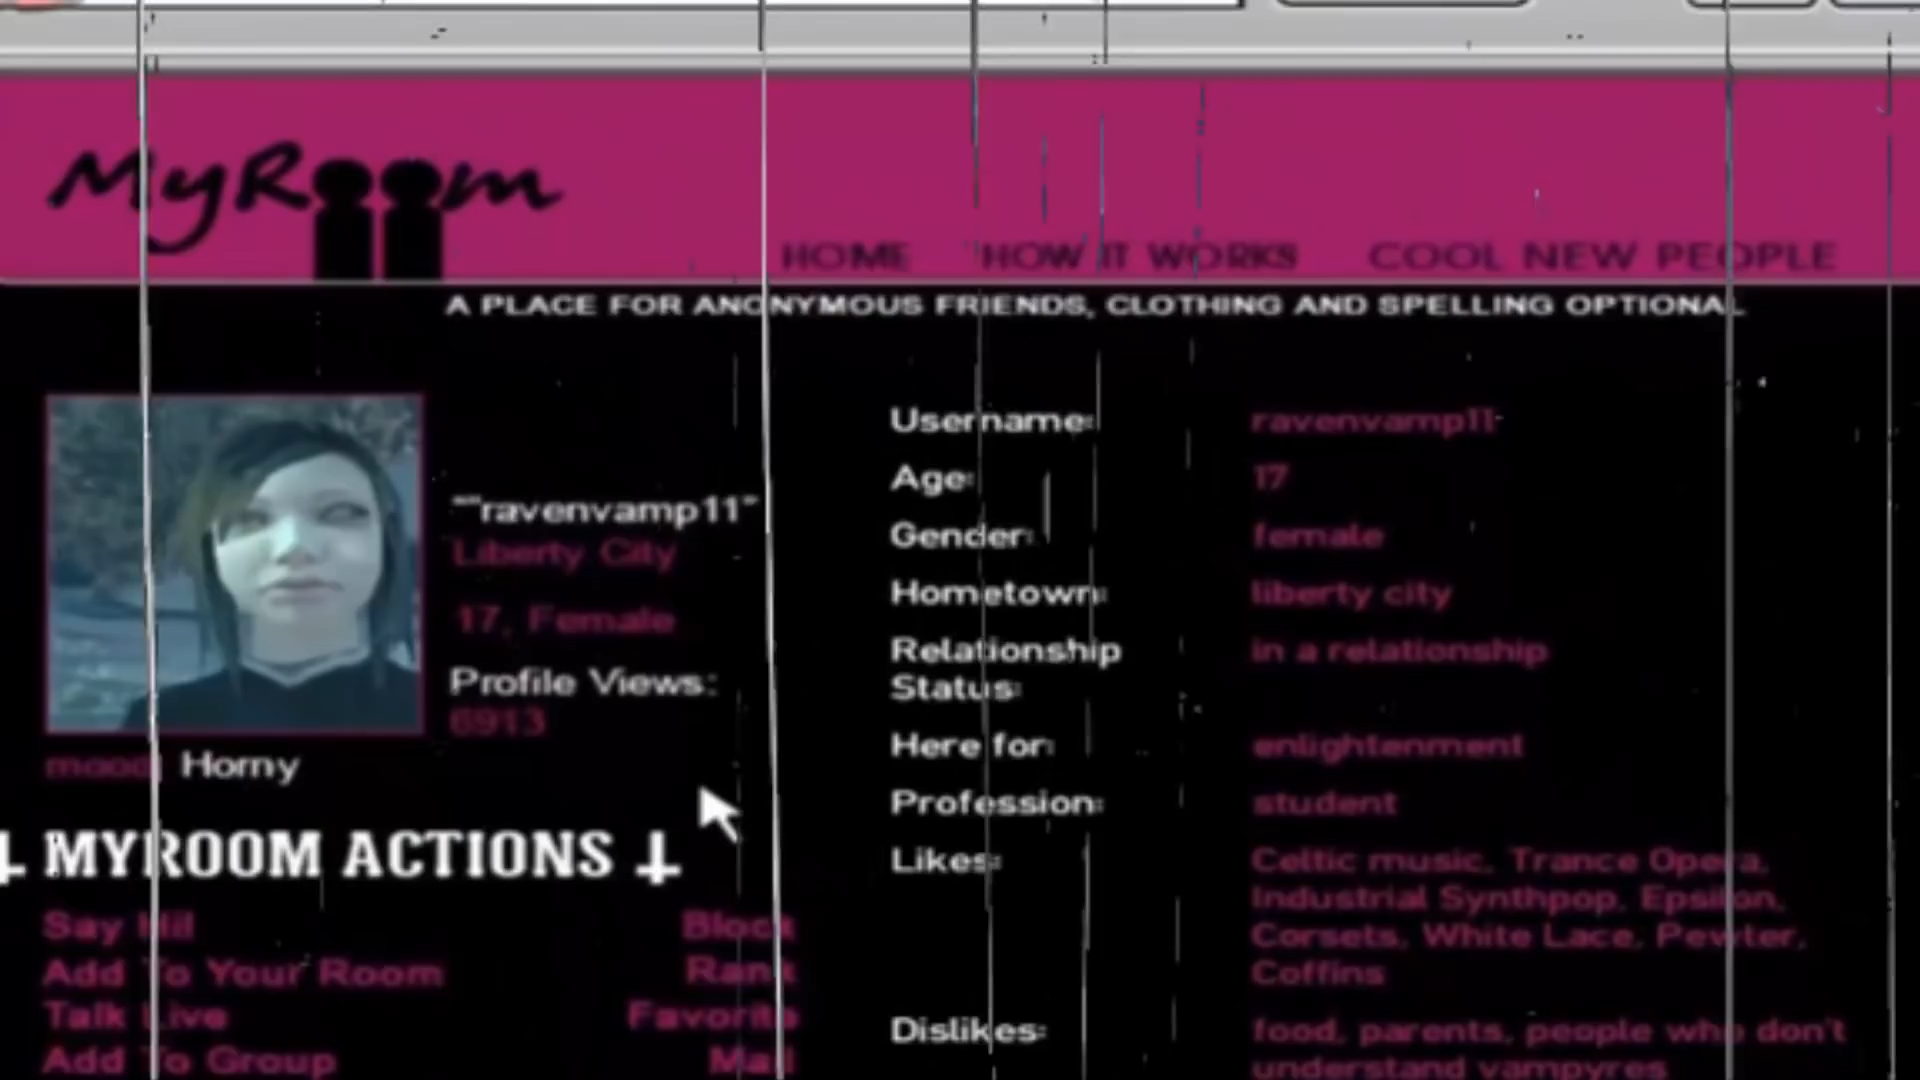 MyRoom
HOME HOW IT WORKS COOL NEW PEOPLE
A PLACE FOR ANONYMOUS FRIENDS, CLOTHING AND SPELLING OPTIONAL
""ravenvamp11"
Liberty City
17, Female
Profile Views:
6913
mood Horny
MYROOM ACTIONS
Say Hi! Block
Add To Your Room Rank
Talk Live Favorite
Add To Group Mail
Username: ravenvamp11
Age: 17
Gender: female
Hometown: liberty city
Relationship Status: in a relationship
Here for: enlightenment
Profession: student
Likes: Celtic music, Trance Opera,
Industrial Synthpop, Epsilon,
Corsets, White Lace, Pewter,
Coffins
Dislikes: food, parents, people who don't
understand vampyres